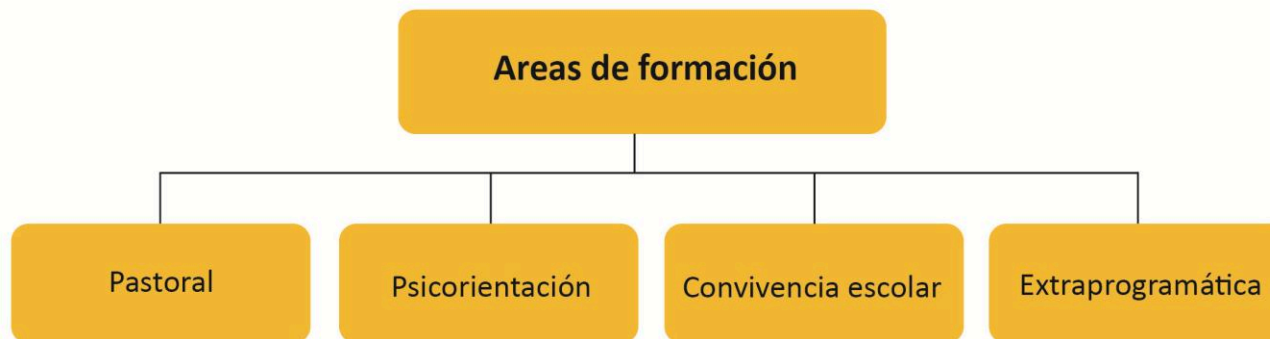 Areas de formación
Pastoral
Psicorientación
Convivencia escolar
Extraprogramática